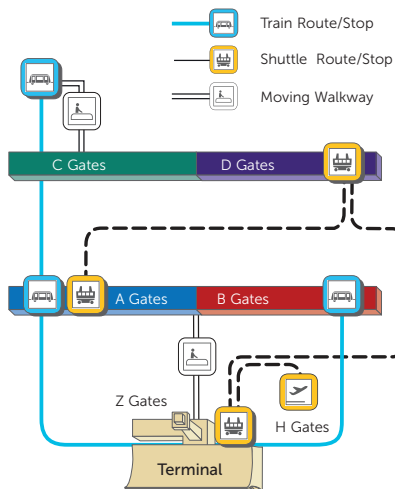 Train Route/Stop
Shuttle Route/Stop
Moving Walkway
C Gates
D Gates
A Gates
B Gates
Z Gates
H Gates
Terminal